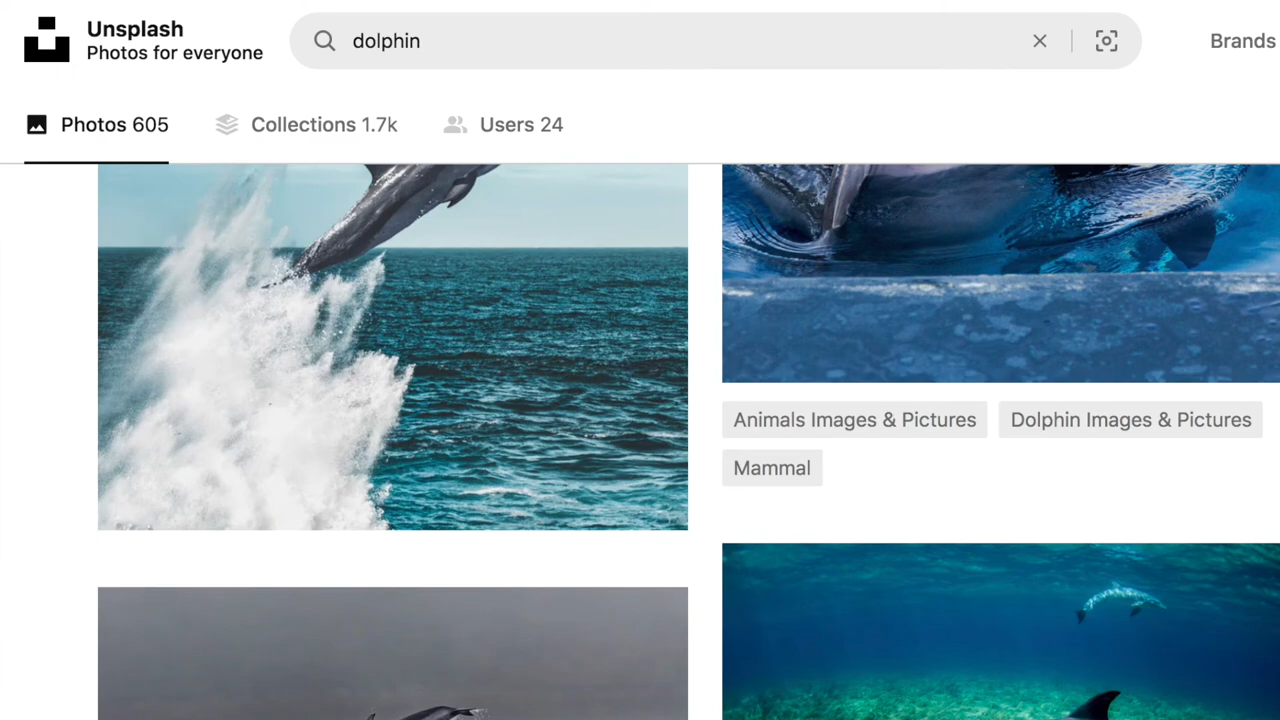 Unsplash
Photos for everyone
dolphin
Brands
Photos 605
Collections 1.7k
Users 24
Animals Images & Pictures
Dolphin Images & Pictures
Mammal